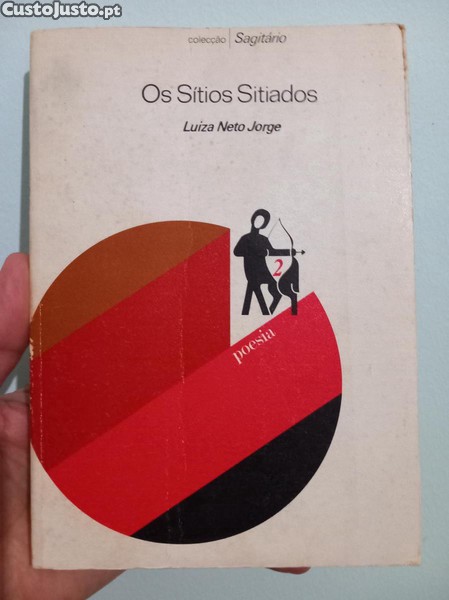 CustoJusto.pt
colecção | Sagitário
Os Sítios Sitiados
Luiza Neto Jorge
2
poesia